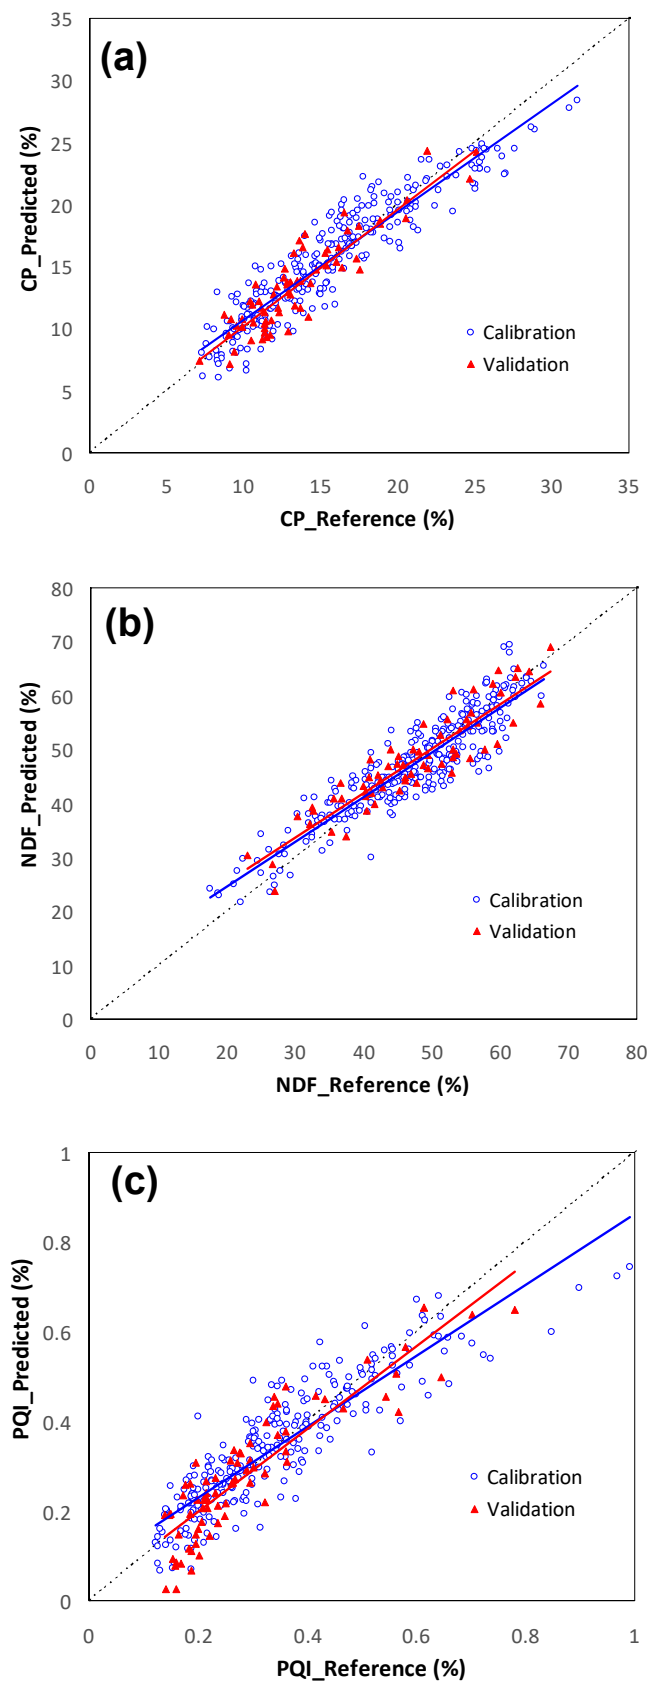 (a)
35
30
25
20
15
10
5
0
CP_Predicted (%)
Calibration
Validation
0 5 10 15 20 25 30 35
CP_Reference (%)
(b)
80
70
60
50
40
30
20
10
0
NDF_Predicted (%)
Calibration
Validation
0 10 20 30 40 50 60 70 80
NDF_Reference (%)
(c)
1
0.8
0.6
0.4
0.2
0
PQI_Predicted (%)
Calibration
Validation
0 0.2 0.4 0.6 0.8 1
PQI_Reference (%)